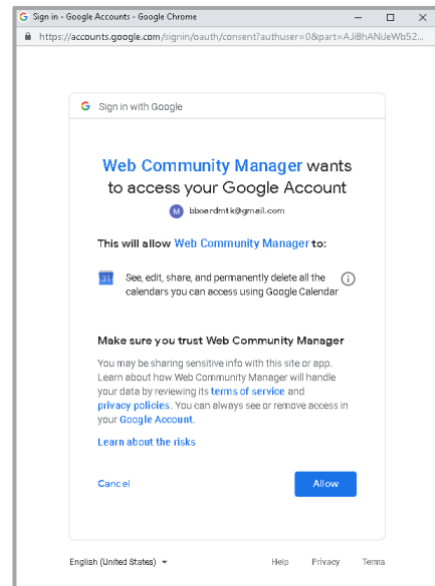 Sign in - Google Accounts - Google Chrome
https://accounts.google.com/signin/oauth/consent?authuser=0&part=AJi8hANiJeWb52...
Sign in with Google
Web Community Manager wants
to access your Google Account
M bboardmtk@gmail.com
This will allow Web Community Manager to:
31 See, edit, share, and permanently delete all the
calendars you can access using Google Calendar
Make sure you trust Web Community Manager
You may be sharing sensitive info with this site or app.
Learn about how Web Community Manager will handle
your data by reviewing its terms of service and
privacy policies. You can always see or remove access in
your Google Account.
Learn about the risks
Cancel Allow
English (United States) Help Privacy Terms